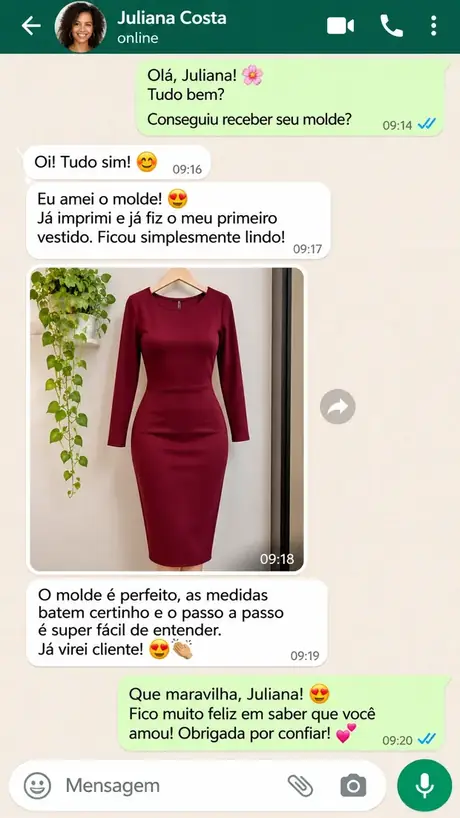 Juliana Costa
online
Olá, Juliana! 🌸
Tudo bem?
Conseguiu receber seu molde?
09:14
Oi! Tudo sim! 😊
09:16
Eu amei o molde! 😍
Já imprimi e já fiz o meu primeiro
vestido. Ficou simplesmente lindo!
09:17
09:18
O molde é perfeito, as medidas
batem certinho e o passo a passo
é super fácil de entender.
Já virei cliente! 😍👏🏼
09:19
Que maravilha, Juliana! 😍
Fico muito feliz em saber que você
amou! Obrigada por confiar! 💕
09:20
Mensagem